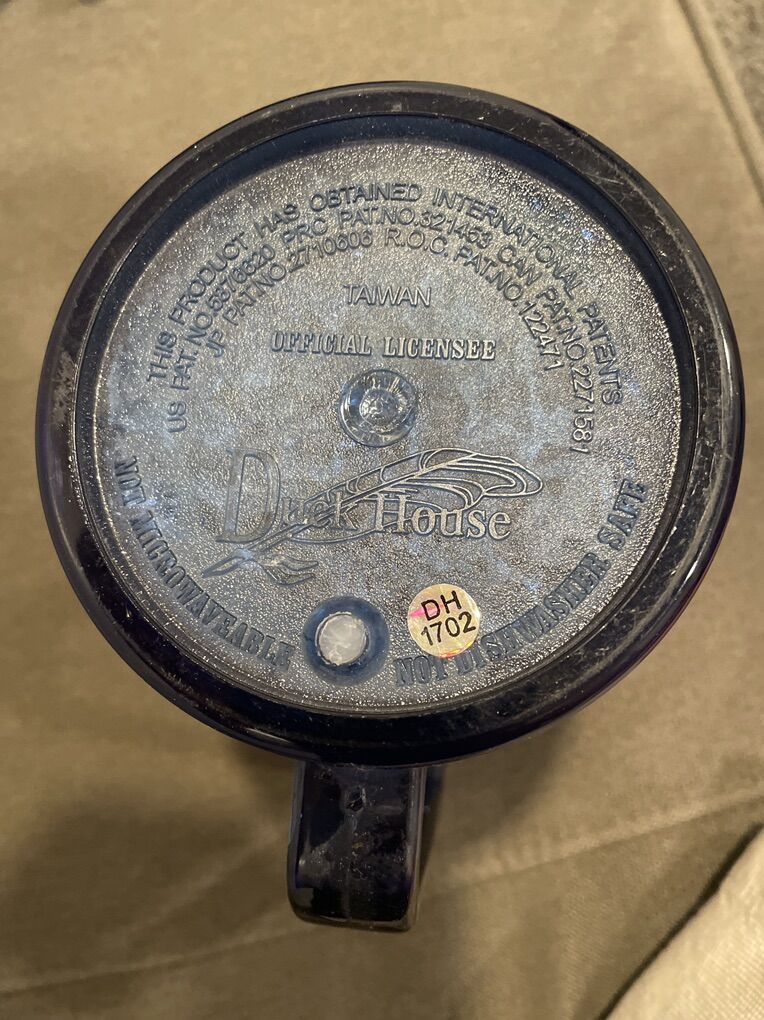 THIS PRODUCT HAS OBTAINED INTERNATIONAL PATENTS
US PAT. NO.5376320 PRC PAT.NO.321453 CAN PAT.NO.2271581
JP PAT.NO.2710606 R.O.C. PAT.NO.122471
TAIWAN
OFFICIAL LICENSEE
Duck House
NOT MICROWAVEABLE
NOT DISHWASHER SAFE
DH
1702